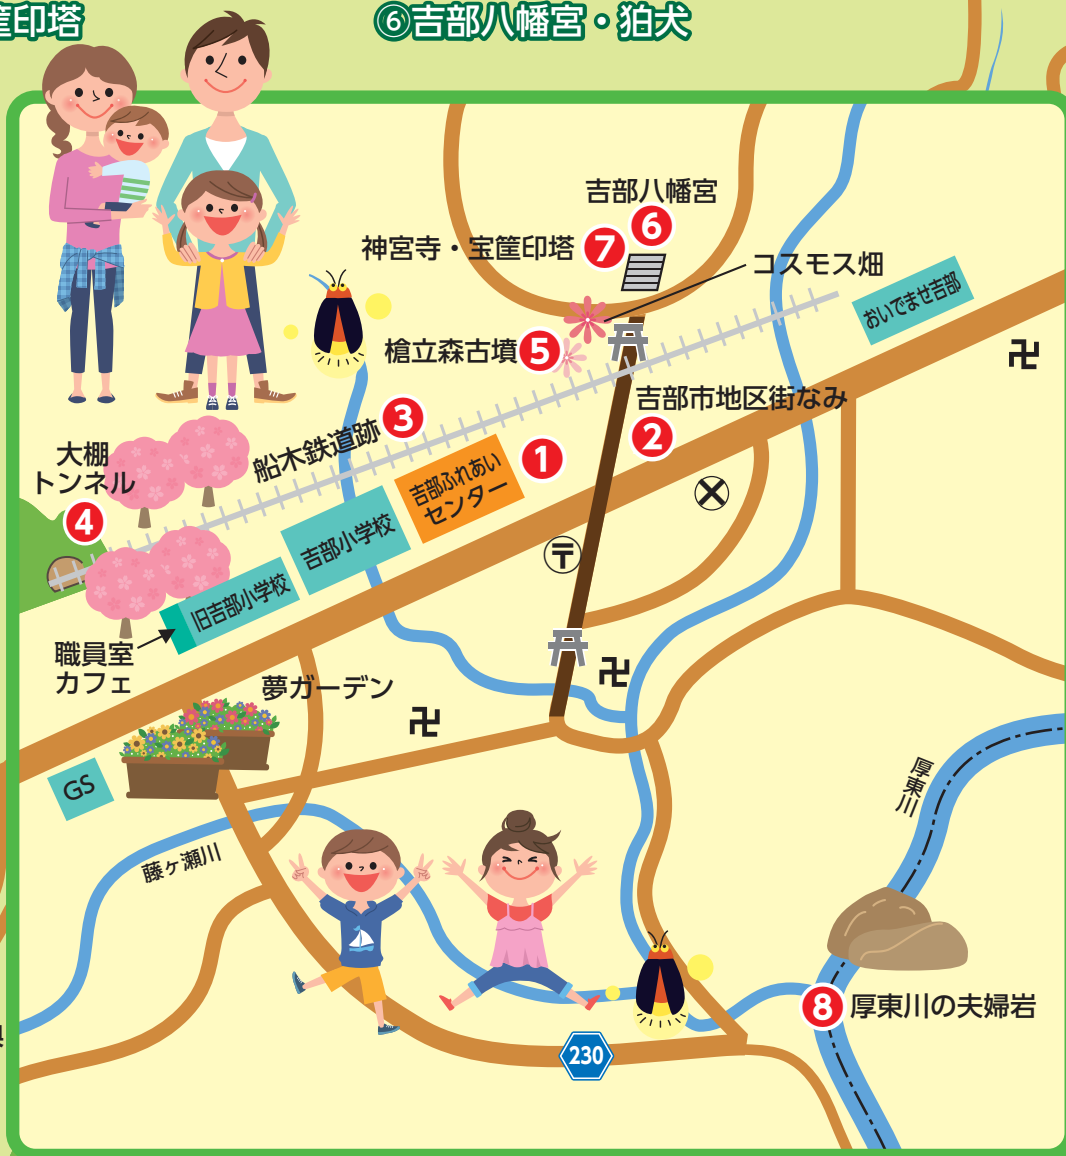 筐印塔
⑥吉部八幡宮・狛犬
吉部八幡宮
6
神宮寺・宝筐印塔
7
コスモス畑
おいでませ吉部
槍立森古墳
5
吉部市地区街なみ
2
船木鉄道跡
3
大棚
トンネル
4
吉部ふれあい
センター
1
吉部小学校
旧吉部小学校
〒
職員室
カフェ
夢ガーデン
卍
卍
卍
GS
厚東川
藤ヶ瀬川
8
厚東川の夫婦岩
230